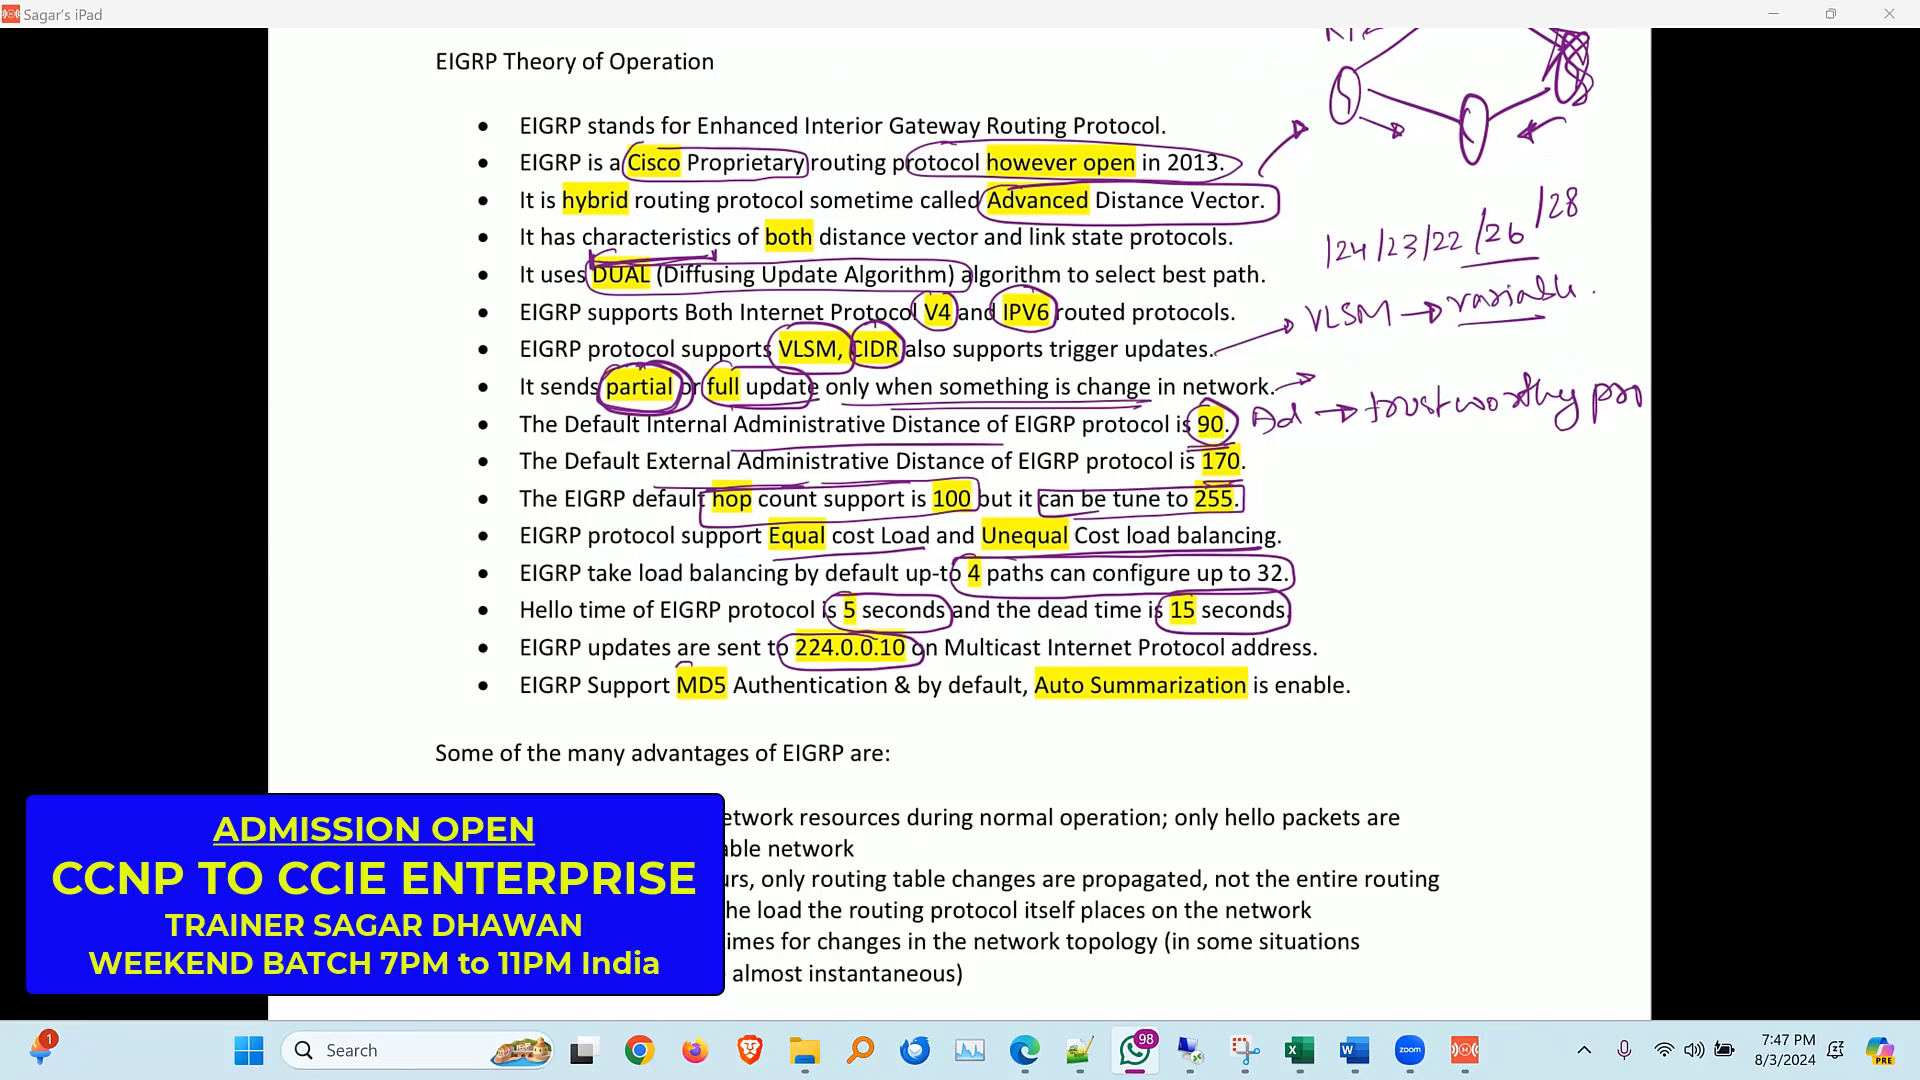 Sagar's iPad
EIGRP Theory of Operation
• EIGRP stands for Enhanced Interior Gateway Routing Protocol.
• EIGRP is a Cisco Proprietary routing protocol however open in 2013.
• It is hybrid routing protocol sometime called Advanced Distance Vector.
/28
• It has characteristics of both distance vector and link state protocols.
/24/23/22/26
• It uses DUAL (Diffusing Update Algorithm) algorithm to select best path.
• EIGRP supports Both Internet Protocol V4 and IPV6 routed protocols.
VLSM → variable.
• EIGRP protocol supports VLSM, CIDR also supports trigger updates.
• It sends partial or full update only when something is change in network.
• The Default Internal Administrative Distance of EIGRP protocol is 90.
Ad → trustworthy pro
• The Default External Administrative Distance of EIGRP protocol is 170.
• The EIGRP default hop count support is 100 but it can be tune to 255.
• EIGRP protocol support Equal cost Load and Unequal Cost load balancing.
• EIGRP take load balancing by default up-to 4 paths can configure up to 32.
• Hello time of EIGRP protocol is 5 seconds and the dead time is 15 seconds.
• EIGRP updates are sent to 224.0.0.10 on Multicast Internet Protocol address.
• EIGRP Support MD5 Authentication & by default, Auto Summarization is enable.
Some of the many advantages of EIGRP are:
network resources during normal operation; only hello packets are
network
only routing table changes are propagated, not the entire routing
the load the routing protocol itself places on the network
times for changes in the network topology (in some situations
almost instantaneous)
ADMISSION OPEN
CCNP TO CCIE ENTERPRISE
TRAINER SAGAR DHAWAN
WEEKEND BATCH 7PM to 11PM India
1
Search
98
zoom
7:47 PM
8/3/2024
PRE